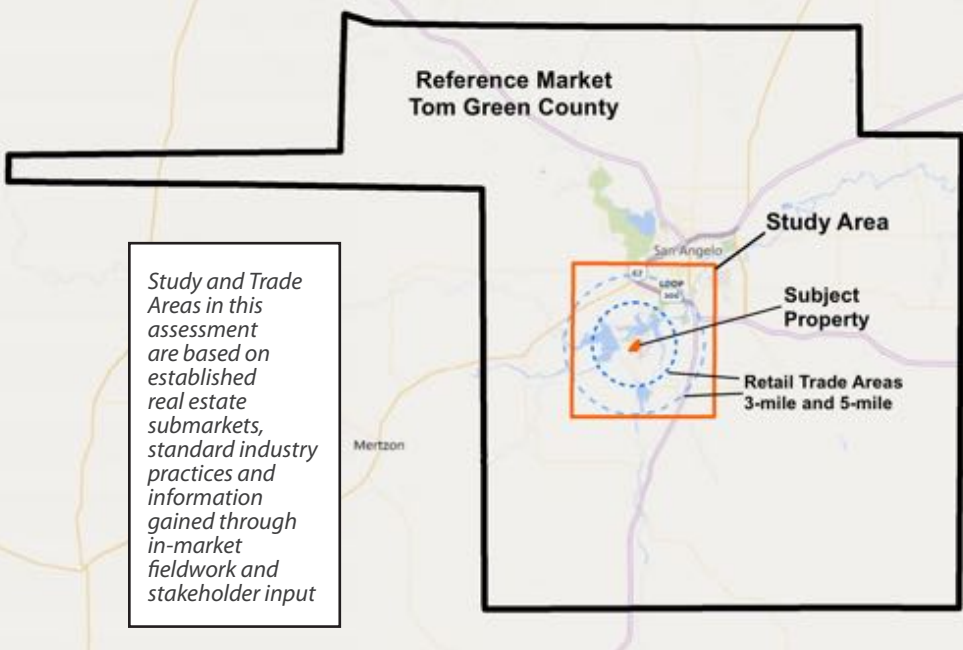 Reference Market
Tom Green County
Study Area
San Angelo
67
LOOP
306
Subject
Property
Retail Trade Areas
3-mile and 5-mile
Mertzon
Study and Trade
Areas in this
assessment
are based on
established
real estate
submarkets,
standard industry
practices and
information
gained through
in-market
fieldwork and
stakeholder input